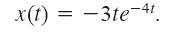 x(t) = −3te⁻⁴ᵗ.